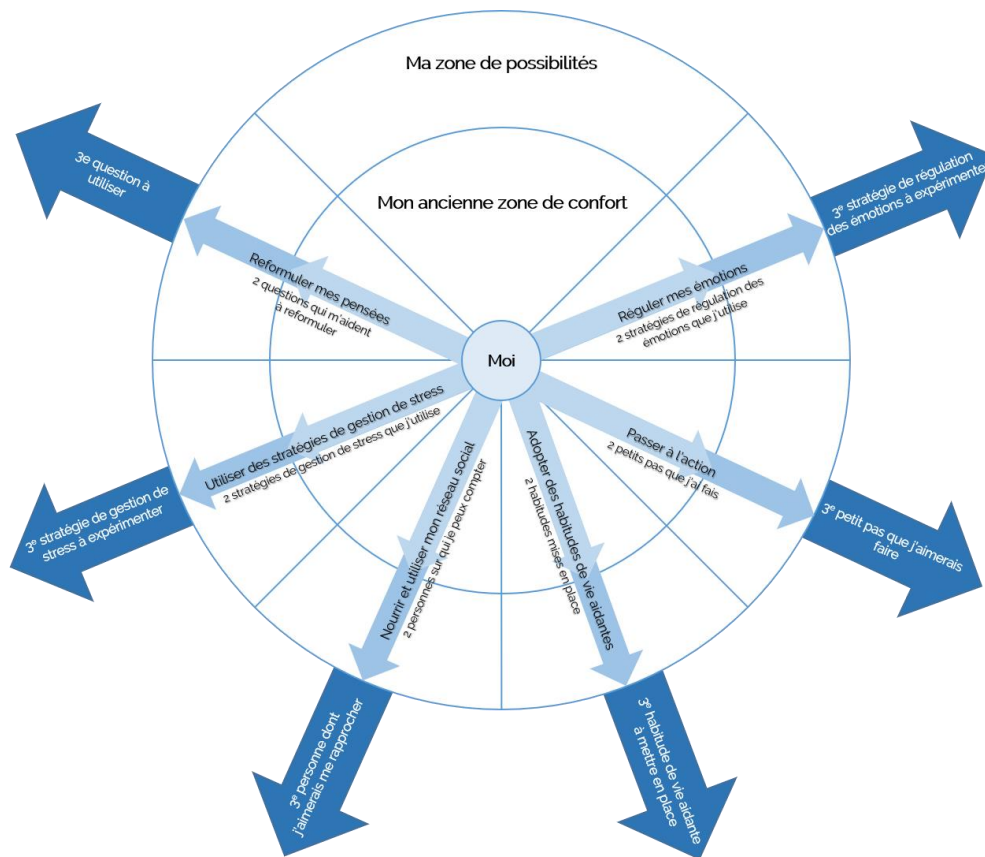 Ma zone de possibilités
Mon ancienne zone de confort
3e question à
utiliser
Reformuler mes pensées
2 questions qui m'aident
à reformuler
3e stratégie de régulation
des émotions à expérimenter
Réguler mes émotions
2 stratégies de régulation des
émotions que j'utilise
Moi
Utiliser des stratégies de gestion de stress
2 stratégies de gestion de stress que j'utilise
3e stratégie de gestion de
stress à expérimenter
Passer à l'action
2 petits pas que j'ai fais
3e petit pas que j'aimerais
faire
Nourrir et utiliser mon réseau social
2 personnes sur qui je peux compter
3e personne dont
j'aimerais me rapprocher
Adopter des habitudes de vie aidantes
2 habitudes mises en place
3e habitude de vie aidante
à mettre en place